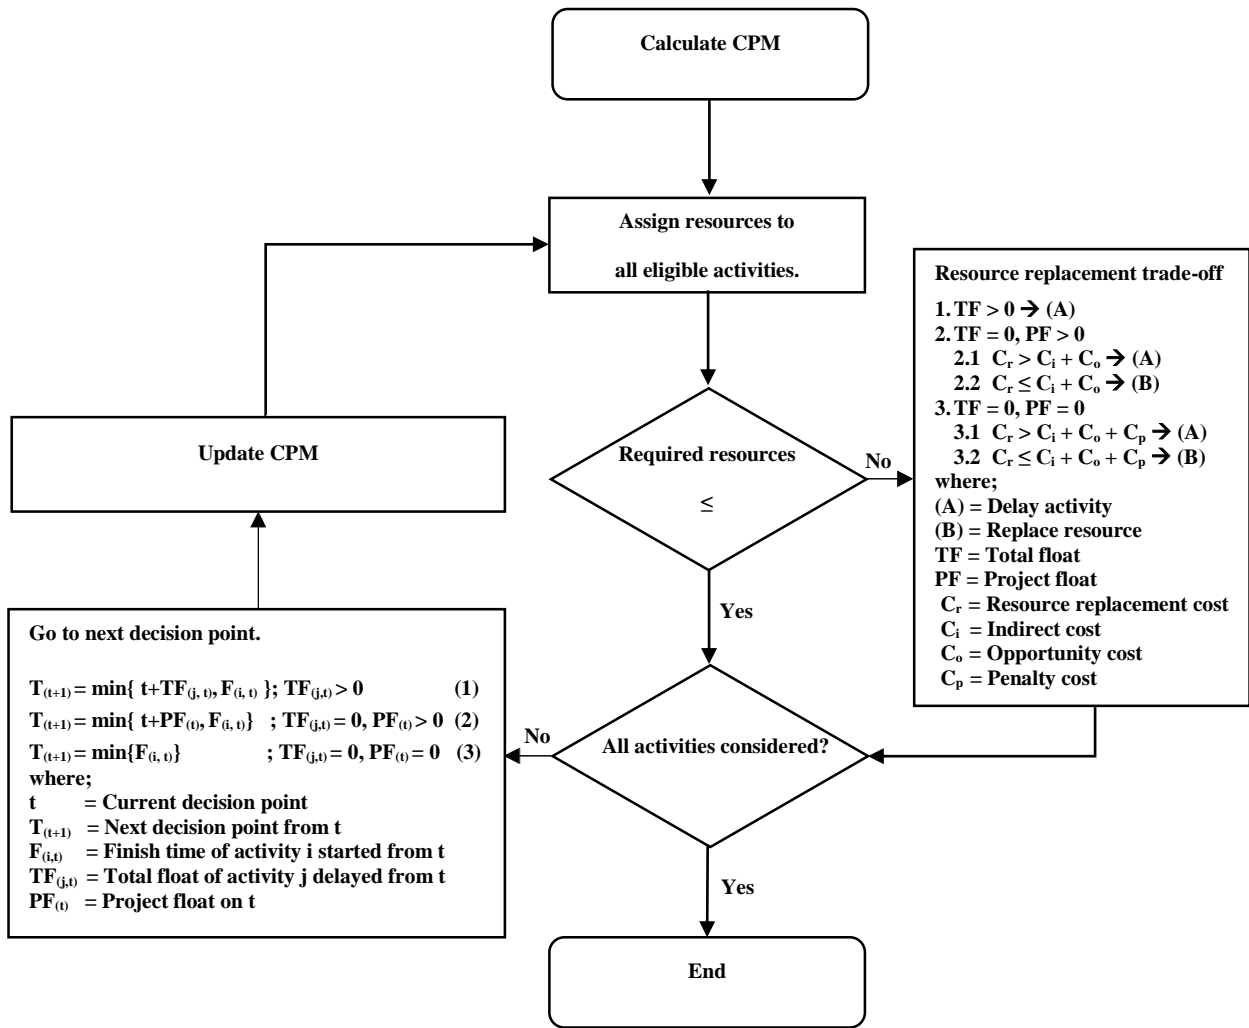 Calculate CPM
Assign resources to
all eligible activities.
Resource replacement trade-off
1. TF > 0 → (A)
2. TF = 0, PF > 0
2.1 Cᵣ > Cᵢ + Cₒ → (A)
2.2 Cᵣ ≤ Cᵢ + Cₒ → (B)
3. TF = 0, PF = 0
3.1 Cᵣ > Cᵢ + Cₒ + Cₚ → (A)
3.2 Cᵣ ≤ Cᵢ + Cₒ + Cₚ → (B)
where;
(A) = Delay activity
(B) = Replace resource
TF = Total float
PF = Project float
Cᵣ = Resource replacement cost
Cᵢ = Indirect cost
Cₒ = Opportunity cost
Cₚ = Penalty cost
Required resources
≤
No
Yes
Update CPM
Go to next decision point.
T₍ₜ₊₁₎ = min{ t+TF₍ⱼ, ₜ₎, F₍ᵢ, ₜ₎ }; TF₍ⱼ,ₜ₎ > 0 (1)
T₍ₜ₊₁₎ = min{ t+PF₍ₜ₎, F₍ᵢ, ₜ₎} ; TF₍ⱼ,ₜ₎ = 0, PF₍ₜ₎ > 0 (2)
T₍ₜ₊₁₎ = min{F₍ᵢ, ₜ₎} ; TF₍ⱼ,ₜ₎ = 0, PF₍ₜ₎ = 0 (3)
where;
t = Current decision point
T₍ₜ₊₁₎ = Next decision point from t
F₍ᵢ,ₜ₎ = Finish time of activity i started from t
TF₍ⱼ,ₜ₎ = Total float of activity j delayed from t
PF₍ₜ₎ = Project float on t
No
All activities considered?
Yes
End